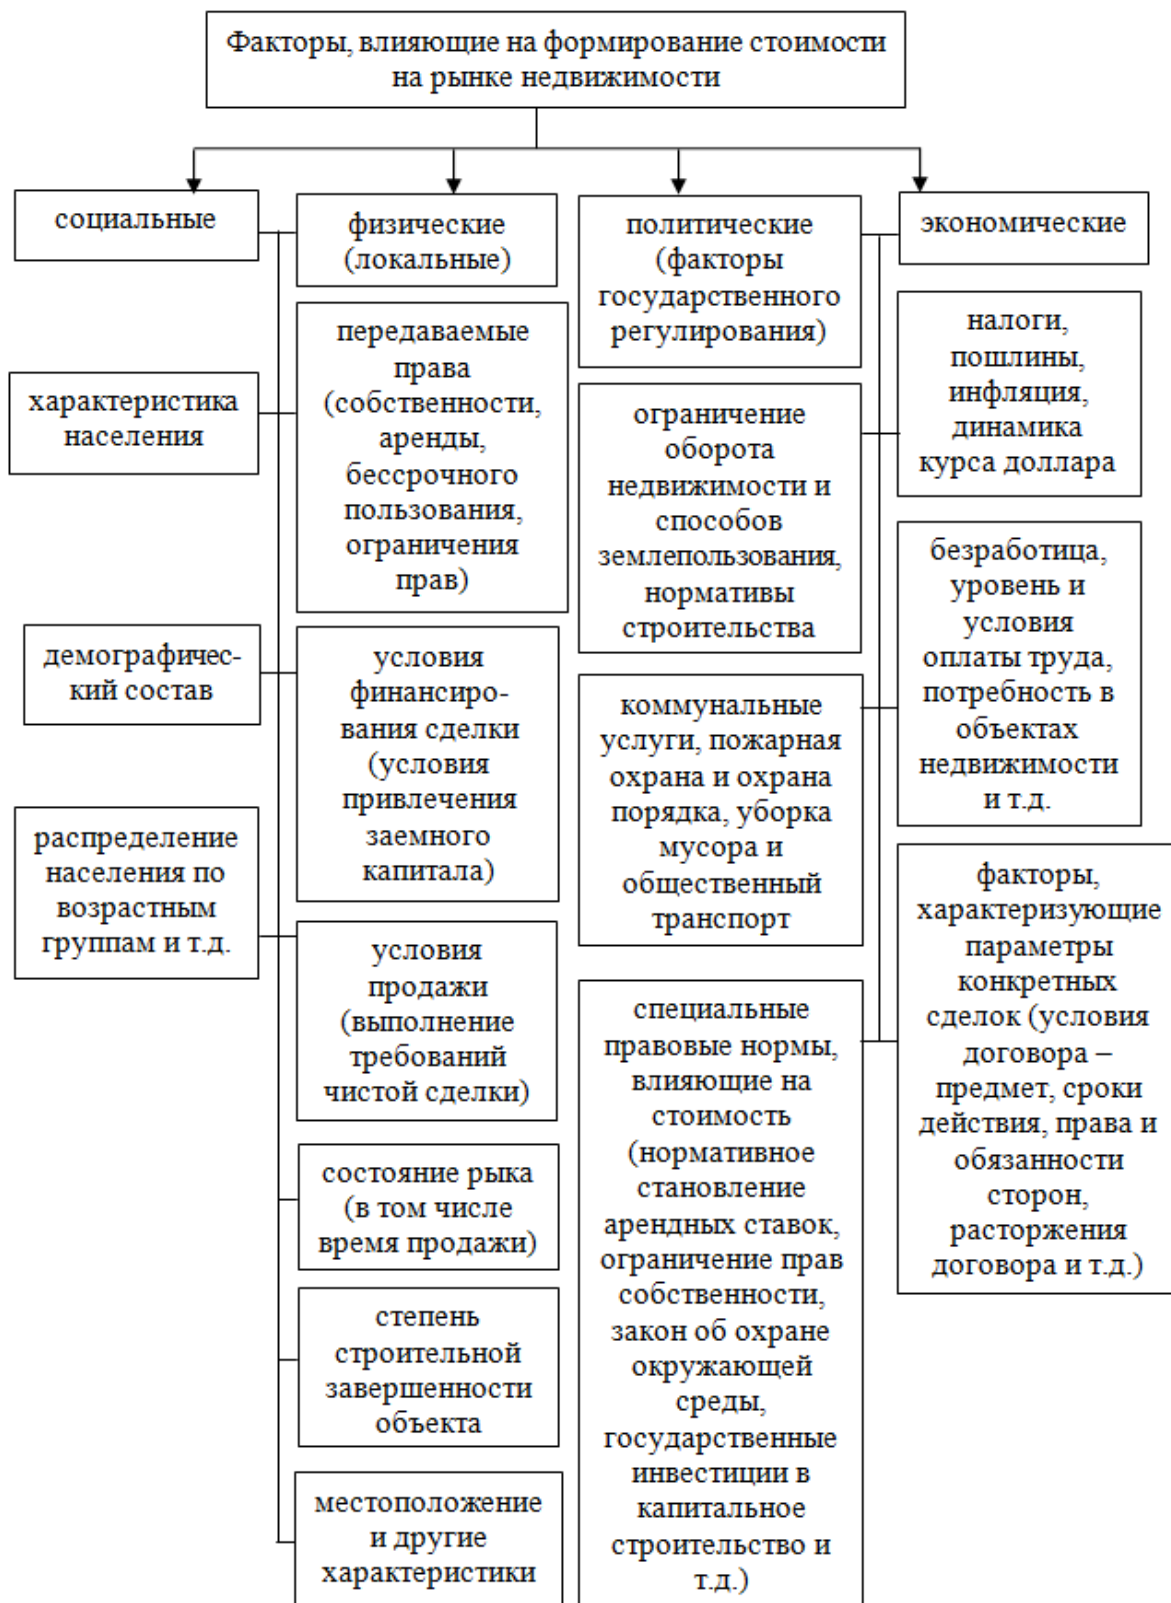 Факторы, влияющие на формирование стоимости
на рынке недвижимости
социальные
характеристика
населения
демографичес-
кий состав
распределение
населения по
возрастным
группам и т.д.
физические
(локальные)
передаваемые
права
(собственности,
аренды,
бессрочного
пользования,
ограничения
прав)
условия
финансиро-
вания сделки
(условия
привлечения
заемного
капитала)
условия
продажи
(выполнение
требований
чистой сделки)
состояние рыка
(в том числе
время продажи)
степень
строительной
завершенности
объекта
местоположение
и другие
характеристики
политические
(факторы
государственного
регулирования)
ограничение
оборота
недвижимости и
способов
землепользования,
нормативы
строительства
коммунальные
услуги, пожарная
охрана и охрана
порядка, уборка
мусора и
общественный
транспорт
специальные
правовые нормы,
влияющие на
стоимость
(нормативное
становление
арендных ставок,
ограничение прав
собственности,
закон об охране
окружающей
среды,
государственные
инвестиции в
капитальное
строительство и
т.д.)
экономические
налоги,
пошлины,
инфляция,
динамика
курса доллара
безработица,
уровень и
условия
оплаты труда,
потребность в
объектах
недвижимости
и т.д.
факторы,
характеризующие
параметры
конкретных
сделок (условия
договора –
предмет, сроки
действия, права и
обязанности
сторон,
расторжения
договора и т.д.)